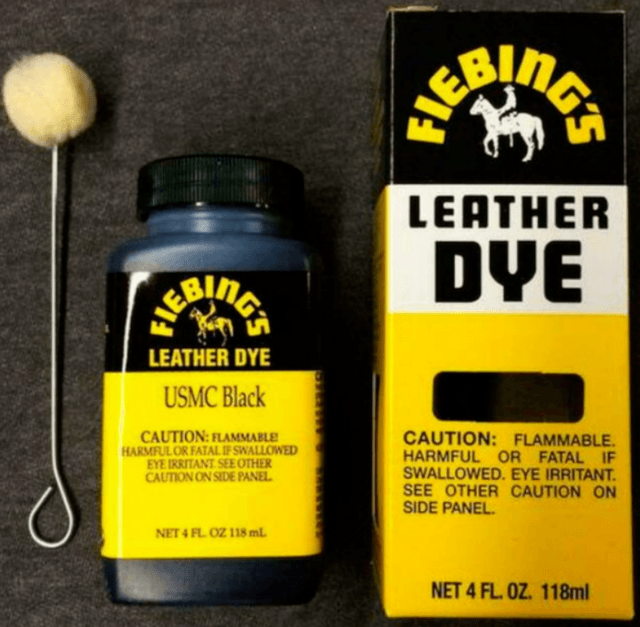 FIEBING'S
LEATHER DYE
USMC Black
CAUTION: FLAMMABLE!
HARMFUL OR FATAL IF SWALLOWED
EYE IRRITANT. SEE OTHER
CAUTION ON SIDE PANEL.
NET 4 FL. OZ 118 mL
FIEBING'S
LEATHER
DYE
CAUTION: FLAMMABLE.
HARMFUL OR FATAL IF
SWALLOWED. EYE IRRITANT.
SEE OTHER CAUTION ON
SIDE PANEL.
NET 4 FL. OZ. 118ml